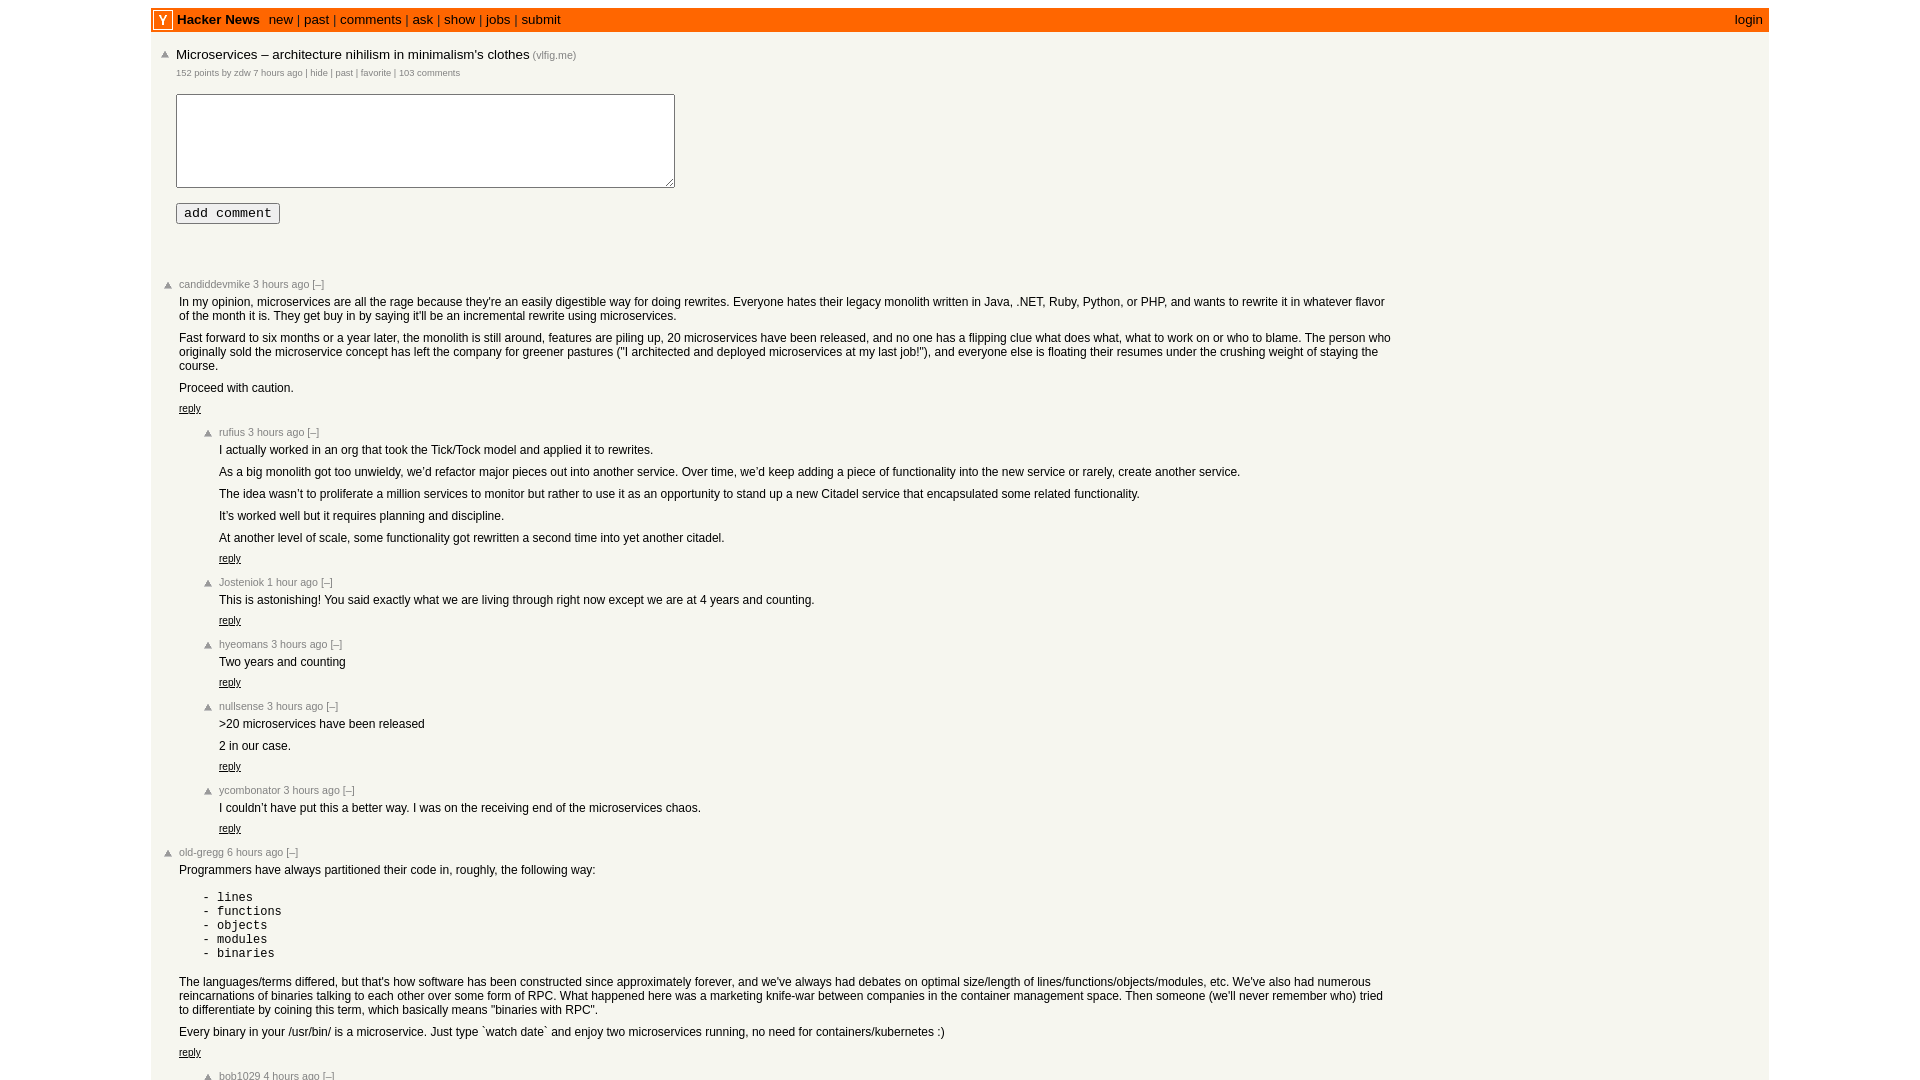 Y Hacker News new | past | comments | ask | show | jobs | submit login
Microservices – architecture nihilism in minimalism's clothes (vlfig.me)
152 points by zdw 7 hours ago | hide | past | favorite | 103 comments
add comment
candiddevmike 3 hours ago [–]
In my opinion, microservices are all the rage because they're an easily digestible way for doing rewrites. Everyone hates their legacy monolith written in Java, .NET, Ruby, Python, or PHP, and wants to rewrite it in whatever flavor
of the month it is. They get buy in by saying it'll be an incremental rewrite using microservices.
Fast forward to six months or a year later, the monolith is still around, features are piling up, 20 microservices have been released, and no one has a flipping clue what does what, what to work on or who to blame. The person who
originally sold the microservice concept has left the company for greener pastures ("I architected and deployed microservices at my last job!"), and everyone else is floating their resumes under the crushing weight of staying the
course.
Proceed with caution.
reply
rufius 3 hours ago [–]
I actually worked in an org that took the Tick/Tock model and applied it to rewrites.
As a big monolith got too unwieldy, we’d refactor major pieces out into another service. Over time, we’d keep adding a piece of functionality into the new service or rarely, create another service.
The idea wasn’t to proliferate a million services to monitor but rather to use it as an opportunity to stand up a new Citadel service that encapsulated some related functionality.
It’s worked well but it requires planning and discipline.
At another level of scale, some functionality got rewritten a second time into yet another citadel.
reply
Josteniok 1 hour ago [–]
This is astonishing! You said exactly what we are living through right now except we are at 4 years and counting.
reply
hyeomans 3 hours ago [–]
Two years and counting
reply
nullsense 3 hours ago [–]
>20 microservices have been released
2 in our case.
reply
ycombonator 3 hours ago [–]
I couldn’t have put this a better way. I was on the receiving end of the microservices chaos.
reply
old-gregg 6 hours ago [–]
Programmers have always partitioned their code in, roughly, the following way:
- lines
- functions
- objects
- modules
- binaries
The languages/terms differed, but that's how software has been constructed since approximately forever, and we've always had debates on optimal size/length of lines/functions/objects/modules, etc. We've also had numerous
reincarnations of binaries talking to each other over some form of RPC. What happened here was a marketing knife-war between companies in the container management space. Then someone (we'll never remember who) tried
to differentiate by coining this term, which basically means "binaries with RPC".
Every binary in your /usr/bin/ is a microservice. Just type `watch date` and enjoy two microservices running, no need for containers/kubernetes :)
reply
bob1029 4 hours ago [–]